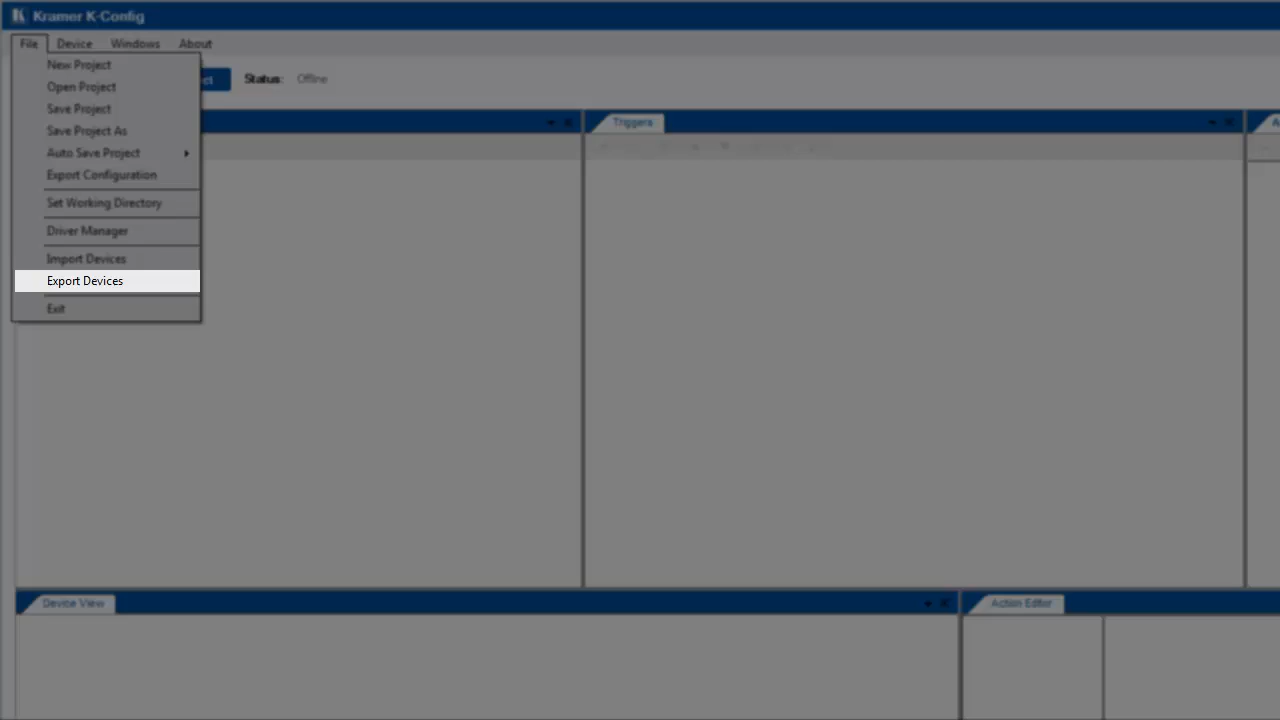 Kramer K-Config
File Device Windows About
New Project
Open Project
Save Project
Save Project As
Auto Save Project
Export Configuration
Set Working Directory
Driver Manager
Import Devices
Export Devices
Exit
Status: Offline
Triggers
Device View
Action Editor